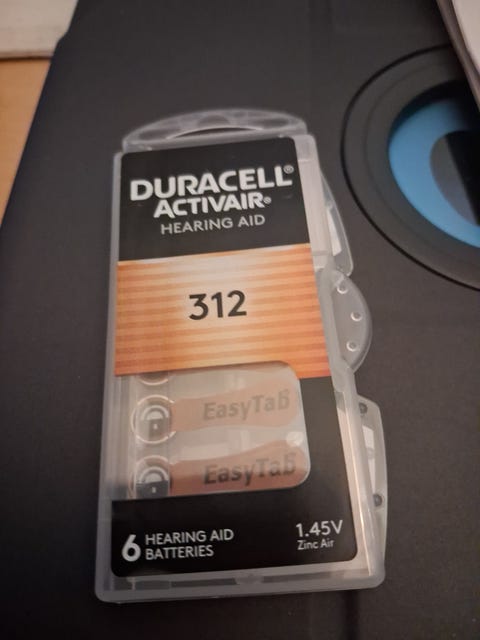 DURACELL®
ACTIVAIR®
HEARING AID
312
EasyTab
EasyTab
6 HEARING AID
BATTERIES
1.45V
Zinc Air